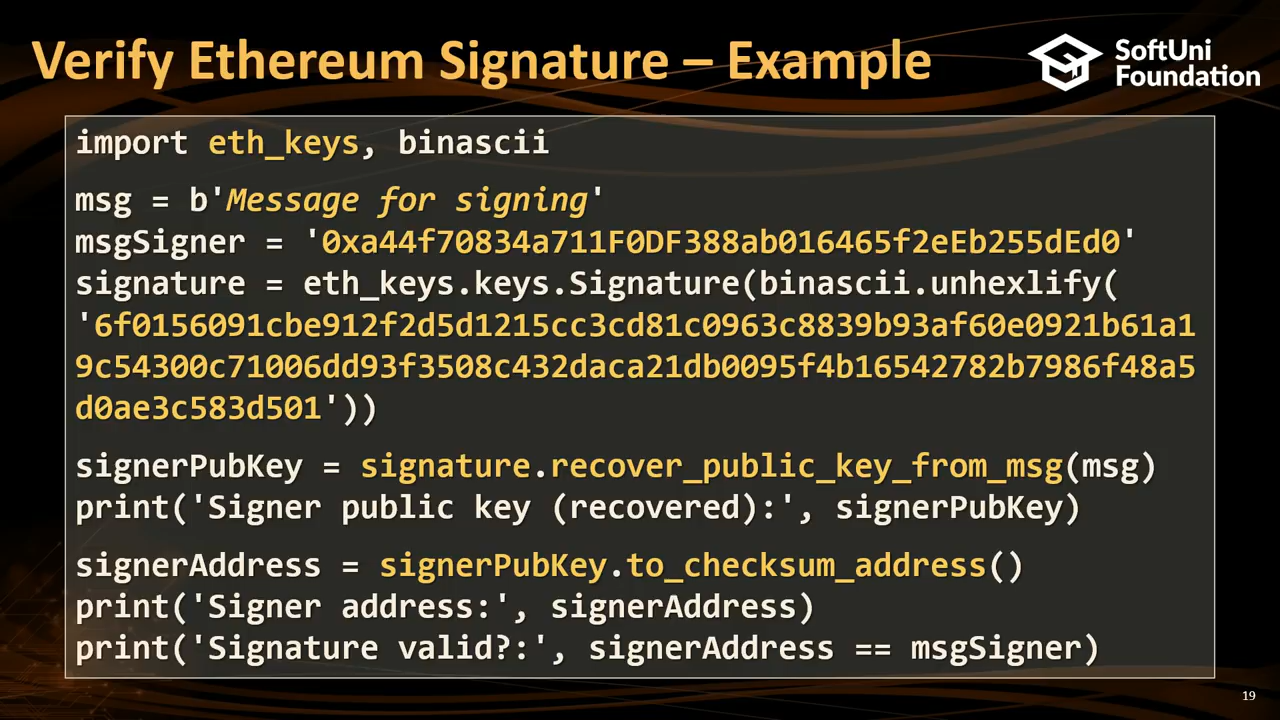 Verify Ethereum Signature – Example
SoftUni
Foundation
import eth_keys, binascii
msg = b'Message for signing'
msgSigner = '0xa44f70834a711F0DF388ab016465f2eEb255dEd0'
signature = eth_keys.keys.Signature(binascii.unhexlify(
'6f0156091cbe912f2d5d1215cc3cd81c0963c8839b93af60e0921b61a1
9c54300c71006dd93f3508c432daca21db0095f4b16542782b7986f48a5
d0ae3c583d501'))
signerPubKey = signature.recover_public_key_from_msg(msg)
print('Signer public key (recovered):', signerPubKey)
signerAddress = signerPubKey.to_checksum_address()
print('Signer address:', signerAddress)
print('Signature valid?:', signerAddress == msgSigner)
19